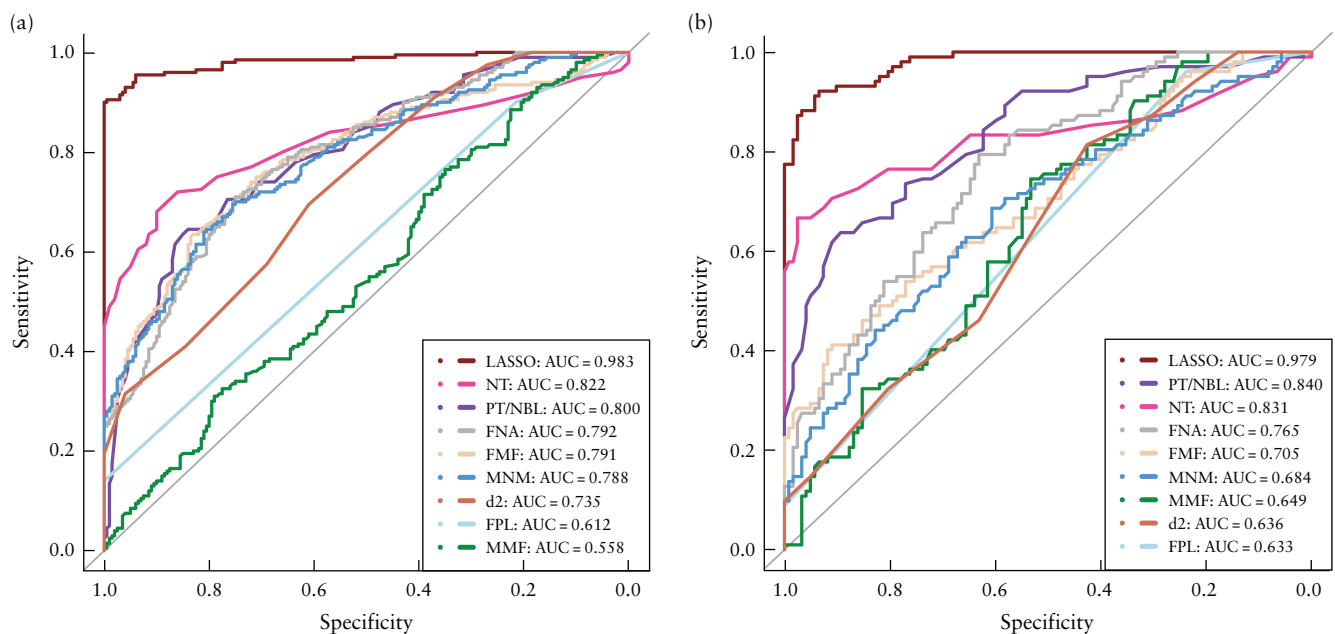 (a)
1.0
0.8
0.6
0.4
0.2
0.0
Sensitivity
1.0 0.8 0.6 0.4 0.2 0.0
Specificity
LASSO: AUC = 0.983
NT: AUC = 0.822
PT/NBL: AUC = 0.800
FNA: AUC = 0.792
FMF: AUC = 0.791
MNM: AUC = 0.788
d2: AUC = 0.735
FPL: AUC = 0.612
MMF: AUC = 0.558
(b)
1.0
0.8
0.6
0.4
0.2
0.0
Sensitivity
1.0 0.8 0.6 0.4 0.2 0.0
Specificity
LASSO: AUC = 0.979
PT/NBL: AUC = 0.840
NT: AUC = 0.831
FNA: AUC = 0.765
FMF: AUC = 0.705
MNM: AUC = 0.684
MMF: AUC = 0.649
d2: AUC = 0.636
FPL: AUC = 0.633